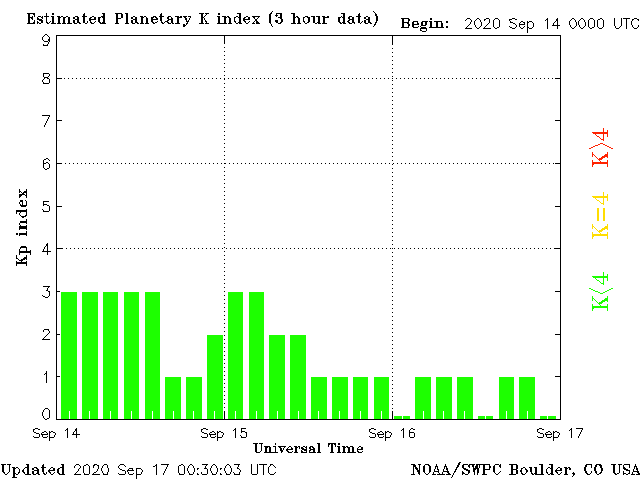 Estimated Planetary K index (3 hour data) Begin: 2020 Sep 14 0000 UTC
9
8
7
6
5
4
3
2
1
0
Kp index
K>4
K=4
K<4
Sep 14 Sep 15 Sep 16 Sep 17
Universal Time
Updated 2020 Sep 17 00:30:03 UTC NOAA/SWPC Boulder, CO USA